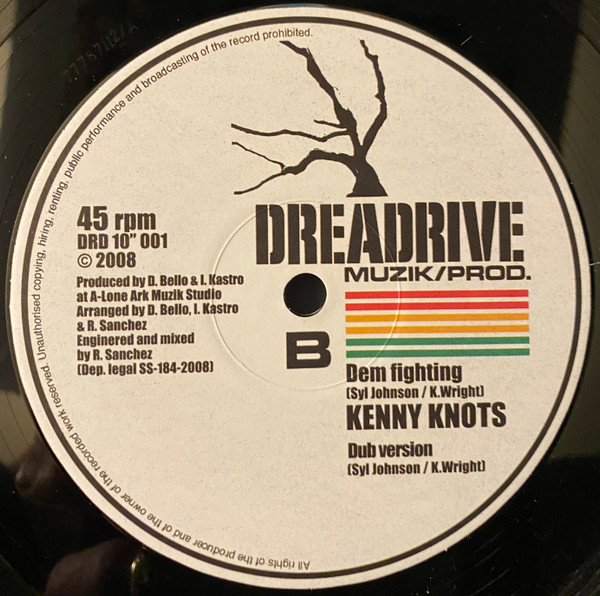 All rights of the producer and of the owner of the recorded work reserved. Unauthorised copying, hiring, renting, public performance and broadcasting of the record prohibited.
DREADRIVE
MUZIK/PROD.
45 rpm
DRD 10" 001
© 2008
Produced by D. Bello & I. Kastro
at A-Lone Ark Muzik Studio
Arranged by D. Bello, I. Kastro
& R. Sanchez
Enginered and mixed
by R. Sanchez
(Dep. legal SS-184-2008)
B
Dem fighting
(Syl Johnson / K.Wright)
KENNY KNOTS
Dub version
(Syl Johnson / K.Wright)